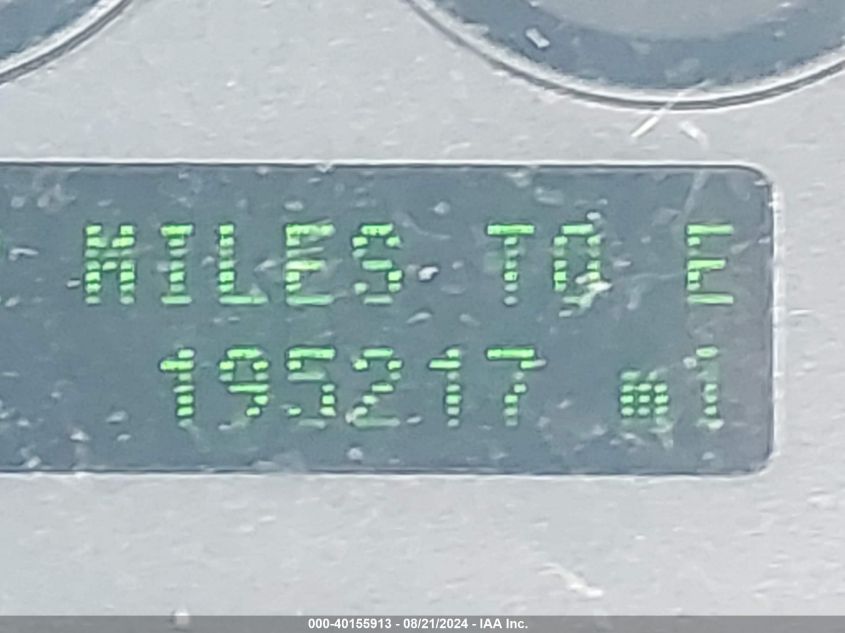 MILES TO E
195217 mi
000-40155913 - 08/21/2024 - IAA Inc.